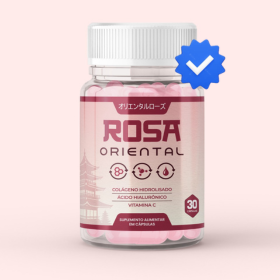 オリエンタルローズ
ROSA
ORIENTAL
COLÁGENO HIDROLISADO
ÁCIDO HIALURÔNICO
VITAMINA C
30
SUPLEMENTO ALIMENTAR
EM CÁPSULAS